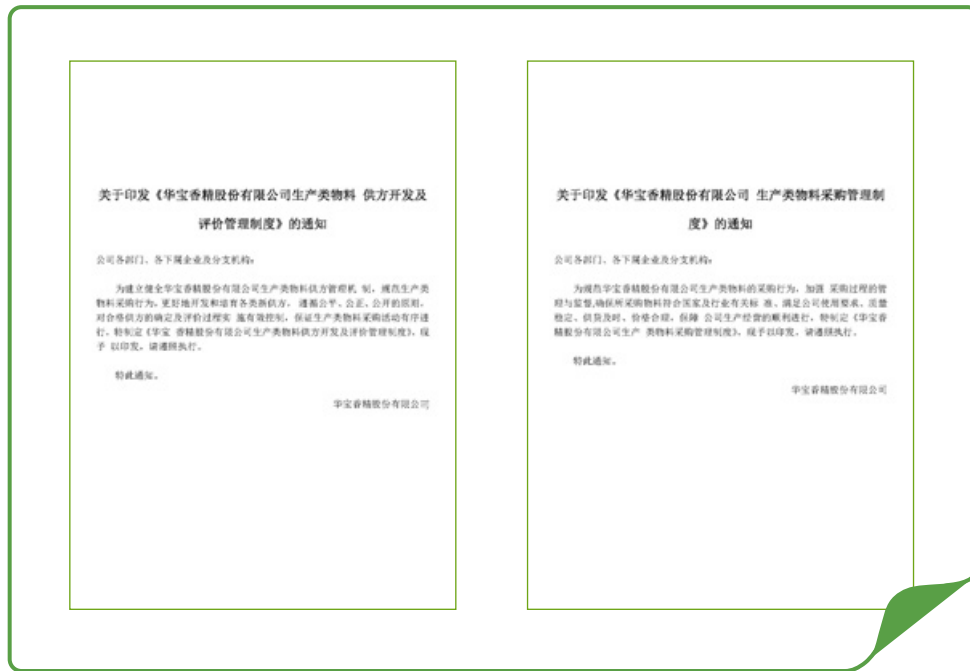 关于印发《华宝香精股份有限公司生产类物料 供方开发及
评价管理制度》的通知
公司各部门、各下属企业及分支机构：
为建立健全华宝香精股份有限公司生产类物料供方管理机 制，规范生产类
物料采购行为，更好地开发和培育各类新供方， 遵循公平、公正、公开的原则，
对合格供方的确定及评价过程实 施有效控制，保证生产类物料采购活动有序进
行，特制定《华宝 香精股份有限公司生产类物料供方开发及评价管理制度》，现
予 以印发，请遵照执行。
特此通知。
华宝香精股份有限公司
关于印发《华宝香精股份有限公司 生产类物料采购管理制
度》的通知
公司各部门、各下属企业及分支机构：
为规范华宝香精股份有限公司生产类物料的采购行为，加强 采购过程的管
理与监督,确保所采购物料符合国家及行业有关标 准、满足公司使用要求、质量
稳定、供货及时、价格合理，保障 公司生产经营的顺利进行，特制定《华宝香
精股份有限公司生产 类物料采购管理制度》，现予以印发，请遵照执行。
特此通知。
华宝香精股份有限公司